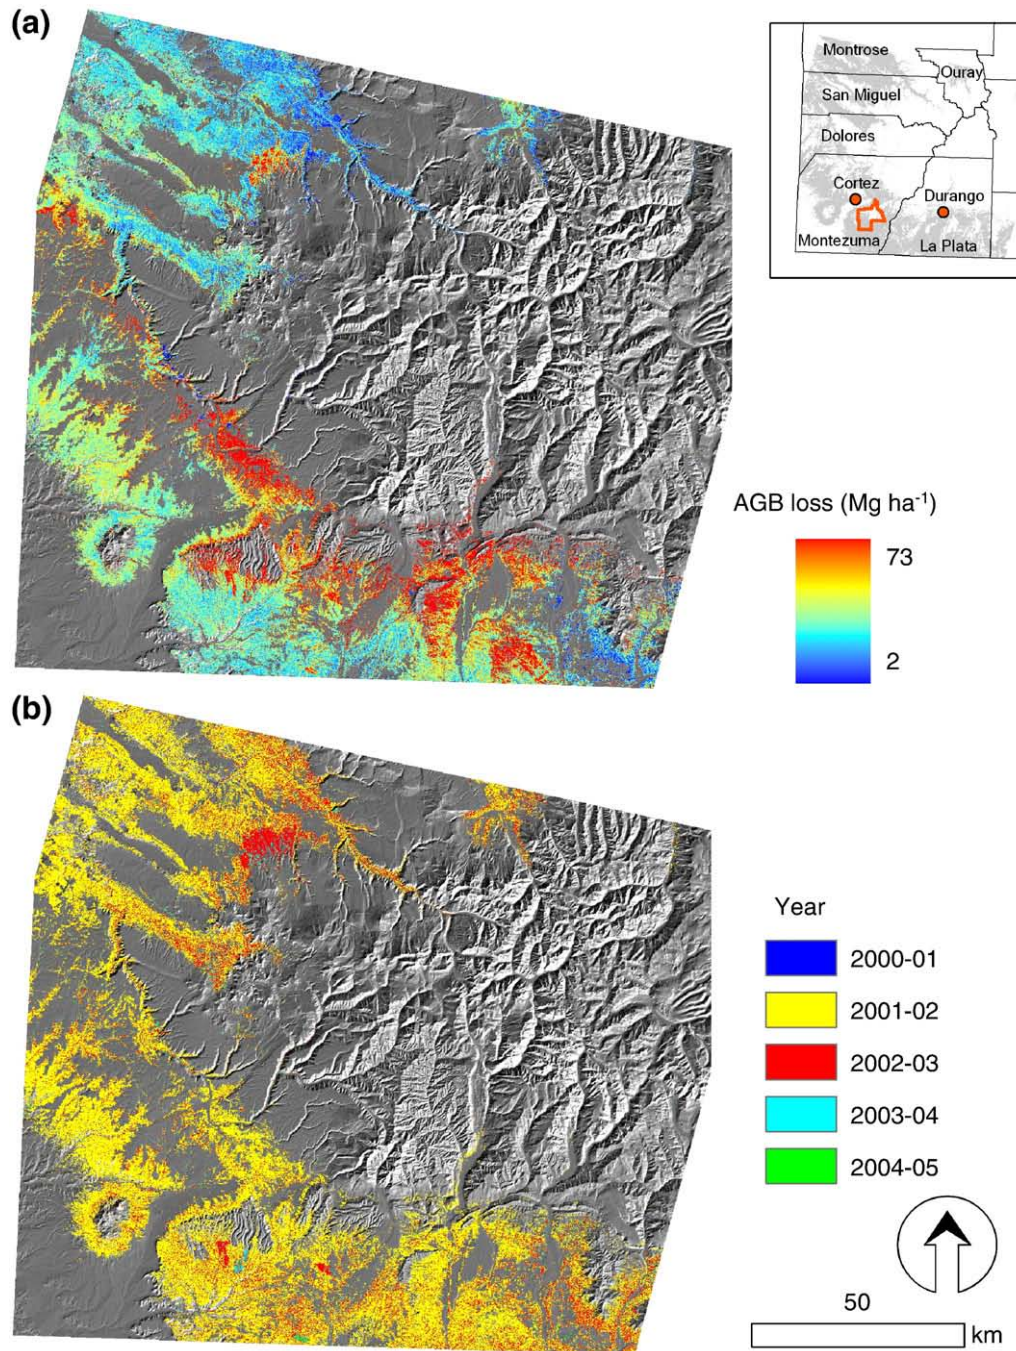 (a)
Montrose
Ouray
San Miguel
Dolores
Cortez
Durango
Montezuma
La Plata
AGB loss (Mg ha⁻¹)
73
2
(b)
Year
2000-01
2001-02
2002-03
2003-04
2004-05
50
km